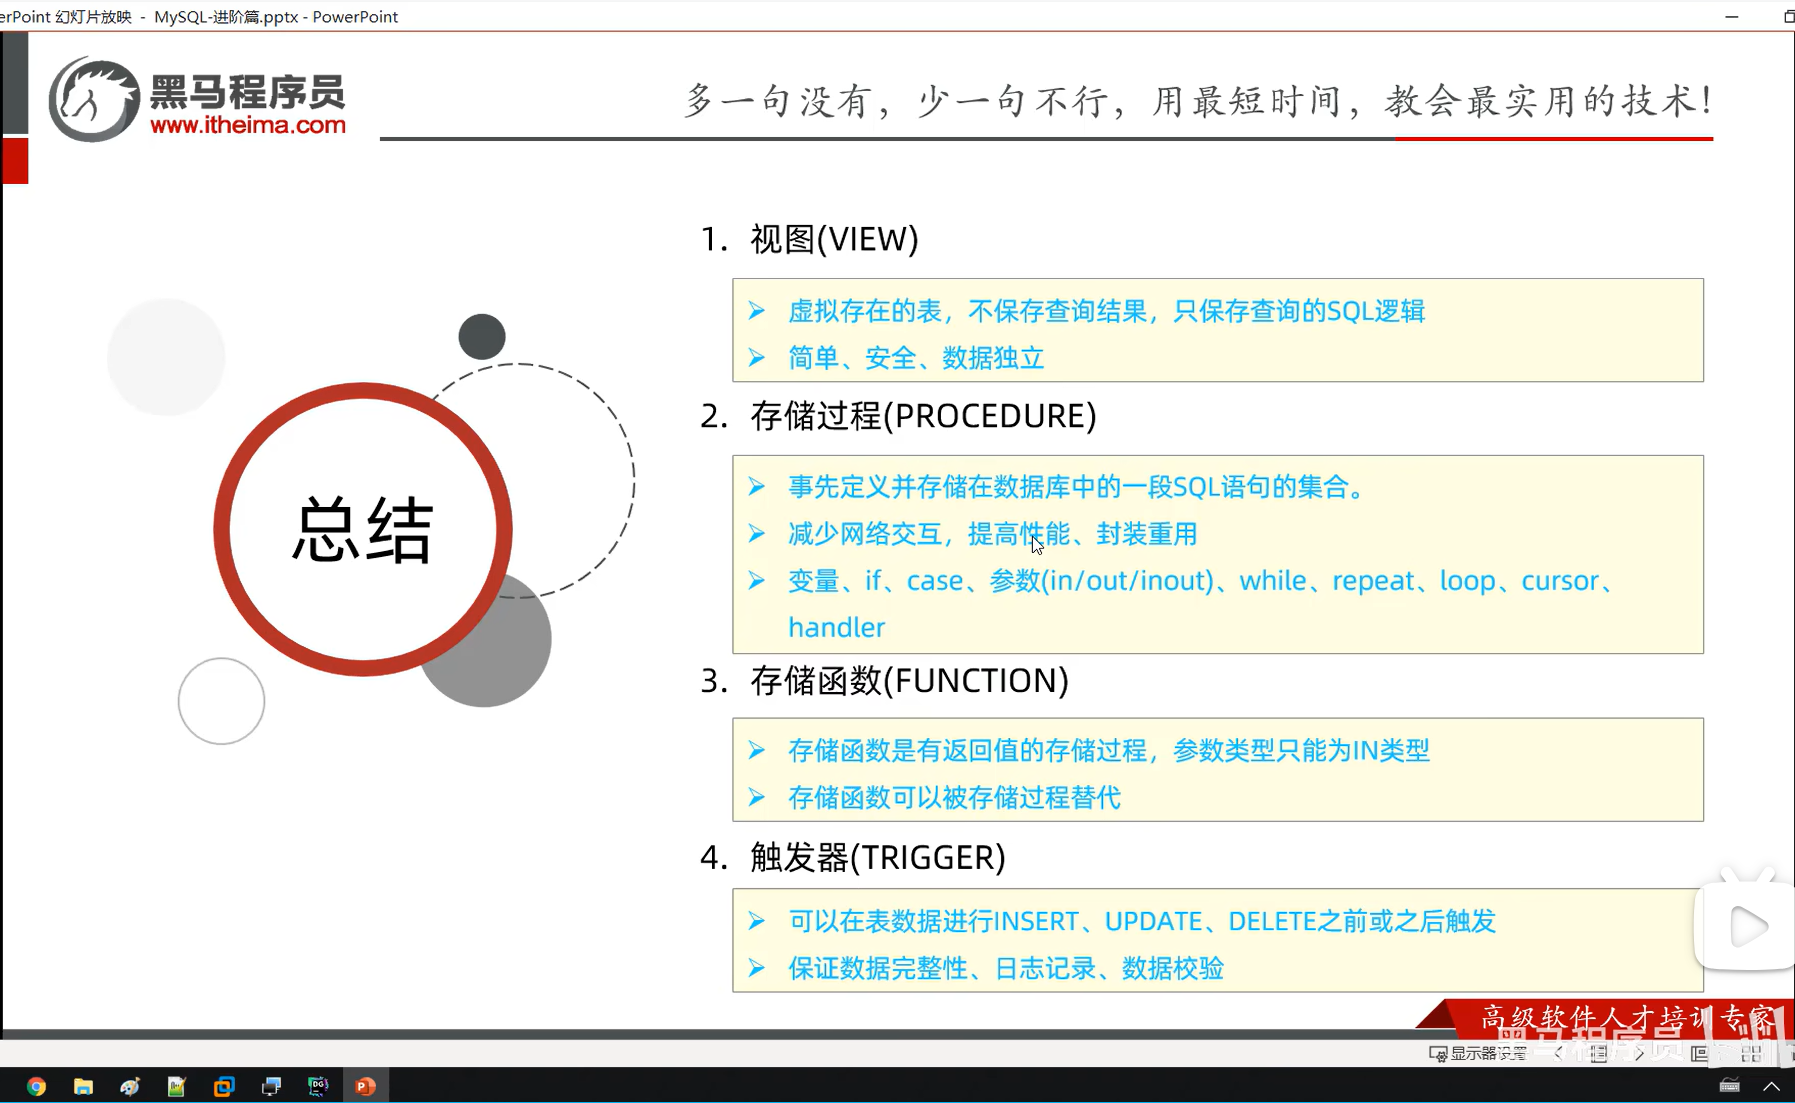 erPoint 幻灯片放映 - MySQL-进阶篇.pptx - PowerPoint
黑马程序员
www.itheima.com
多一句没有，少一句不行，用最短时间，教会最实用的技术！
总结
1. 视图(VIEW)
虚拟存在的表，不保存查询结果，只保存查询的SQL逻辑
简单、安全、数据独立
2. 存储过程(PROCEDURE)
事先定义并存储在数据库中的一段SQL语句的集合。
减少网络交互，提高性能、封装重用
变量、if、case、参数(in/out/inout)、while、repeat、loop、cursor、
handler
3. 存储函数(FUNCTION)
存储函数是有返回值的存储过程，参数类型只能为IN类型
存储函数可以被存储过程替代
4. 触发器(TRIGGER)
可以在表数据进行INSERT、UPDATE、DELETE之前或之后触发
保证数据完整性、日志记录、数据校验
高级软件人才培训专家
黑马程序员
显示器设置